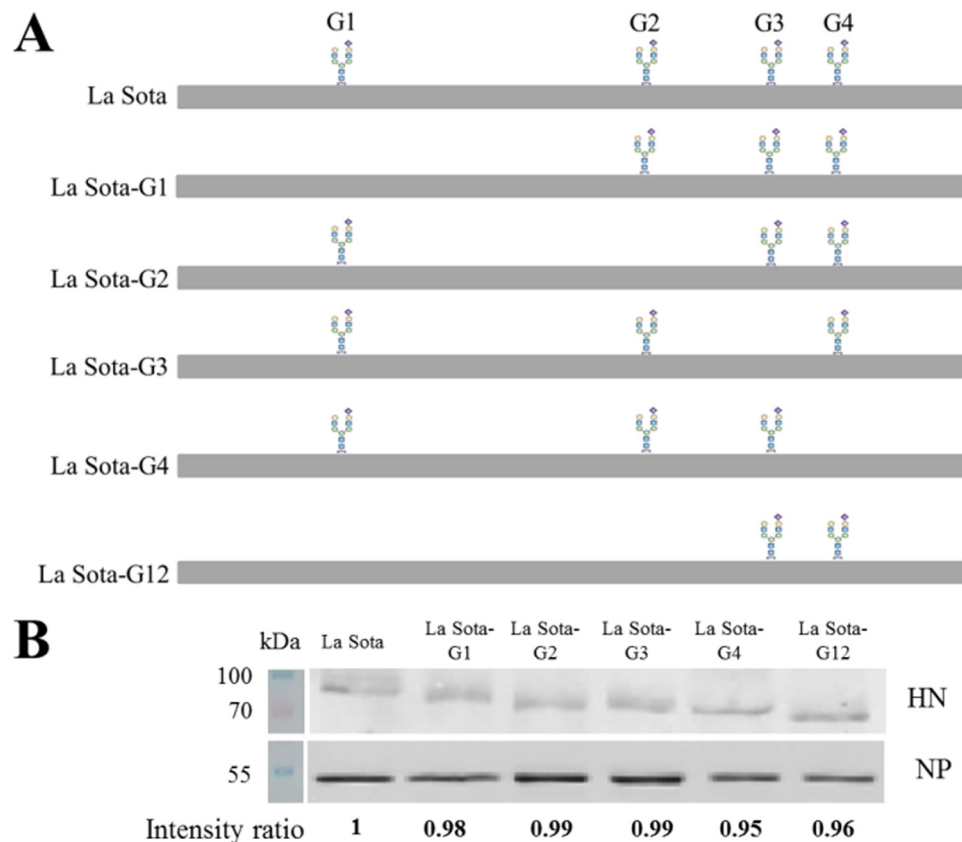 A
G1 G2 G3 G4
La Sota
La Sota-G1
La Sota-G2
La Sota-G3
La Sota-G4
La Sota-G12
B
kDa La Sota La Sota-G1 La Sota-G2 La Sota-G3 La Sota-G4 La Sota-G12
100
70
HN
55
NP
Intensity ratio 1 0.98 0.99 0.99 0.95 0.96